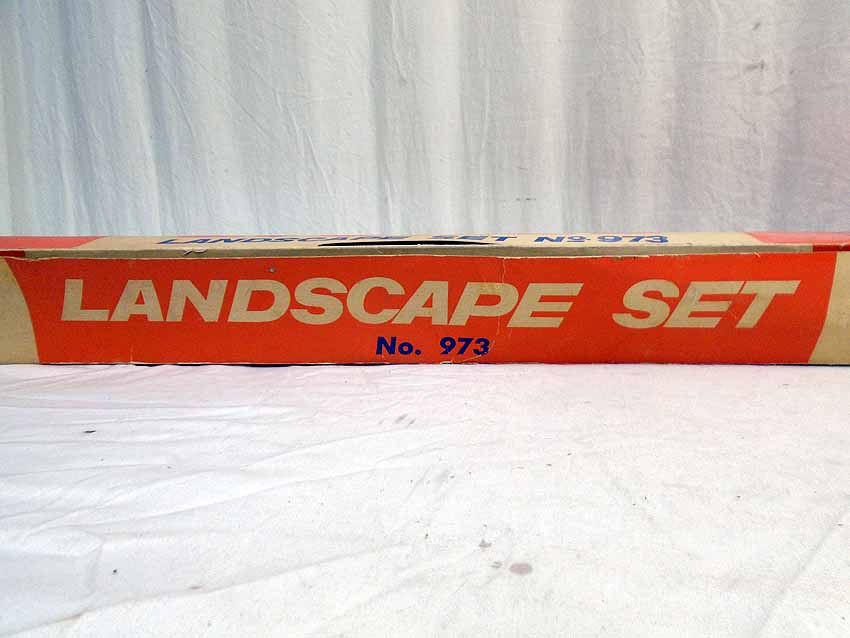 LANDSCAPE SET No 973
LANDSCAPE SET
No. 973